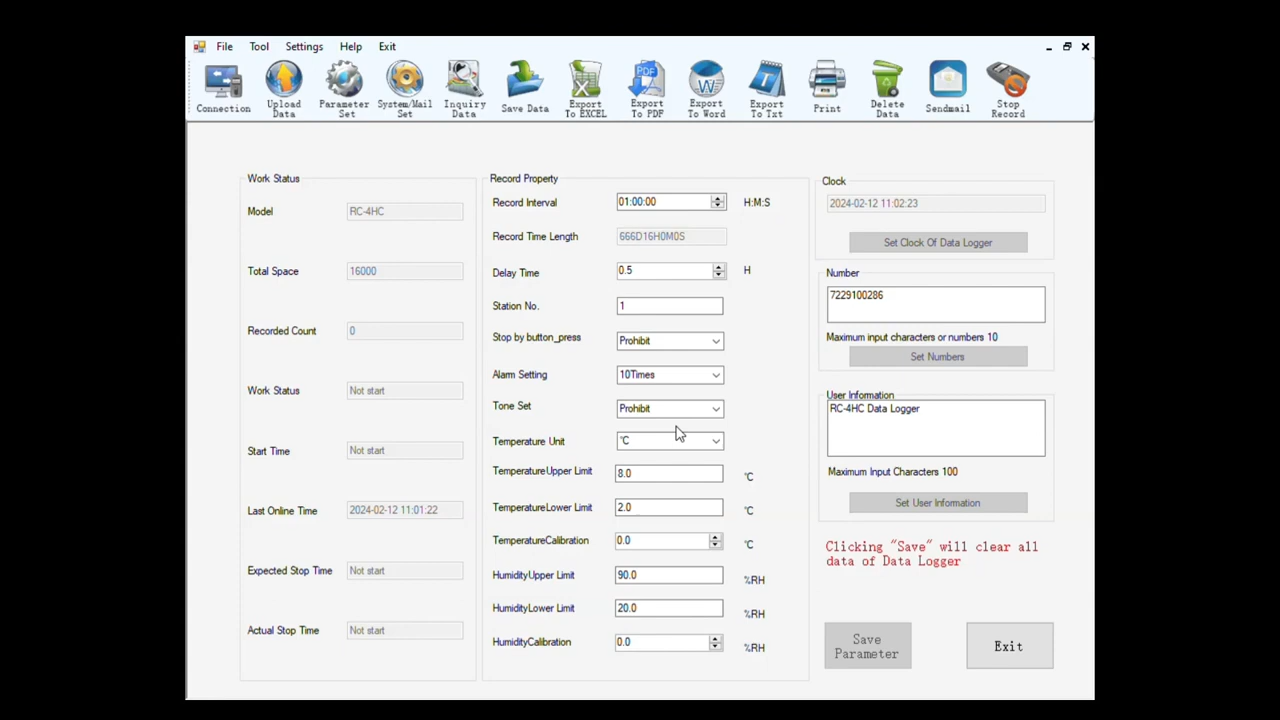 File Tool Settings Help Exit
Connection
Upload Data
Parameter Set
System/Mail Set
Inquiry Data
Save Data
Export To EXCEL
PDF
Export To PDF
W
Export To Word
T
Export To Txt
Print
Delete Data
Sendmail
Stop Record
Work Status
Model RC-4HC
Total Space 16000
Recorded Count 0
Work Status Not start
Start Time Not start
Last Online Time 2024-02-12 11:01:22
Expected Stop Time Not start
Actual Stop Time Not start
Record Property
Record Interval 01:00:00 H:M:S
Record Time Length 666D16H0M0S
Delay Time 0.5 H
Station No. 1
Stop by button_press Prohibit
Alarm Setting 10Times
Tone Set Prohibit
Temperature Unit °C
TemperatureUpper Limit 8.0 °C
TemperatureLower Limit 2.0 °C
TemperatureCalibration 0.0 °C
HumidityUpper Limit 90.0 %RH
HumidityLower Limit 20.0 %RH
HumidityCalibration 0.0 %RH
Clock
2024-02-12 11:02:23
Set Clock Of Data Logger
Number
7229100286
Maximum input characters or numbers 10
Set Numbers
User Information
RC-4HC Data Logger
Maximum Input Characters 100
Set User Information
Clicking "Save" will clear all
data of Data Logger
Save
Parameter
Exit